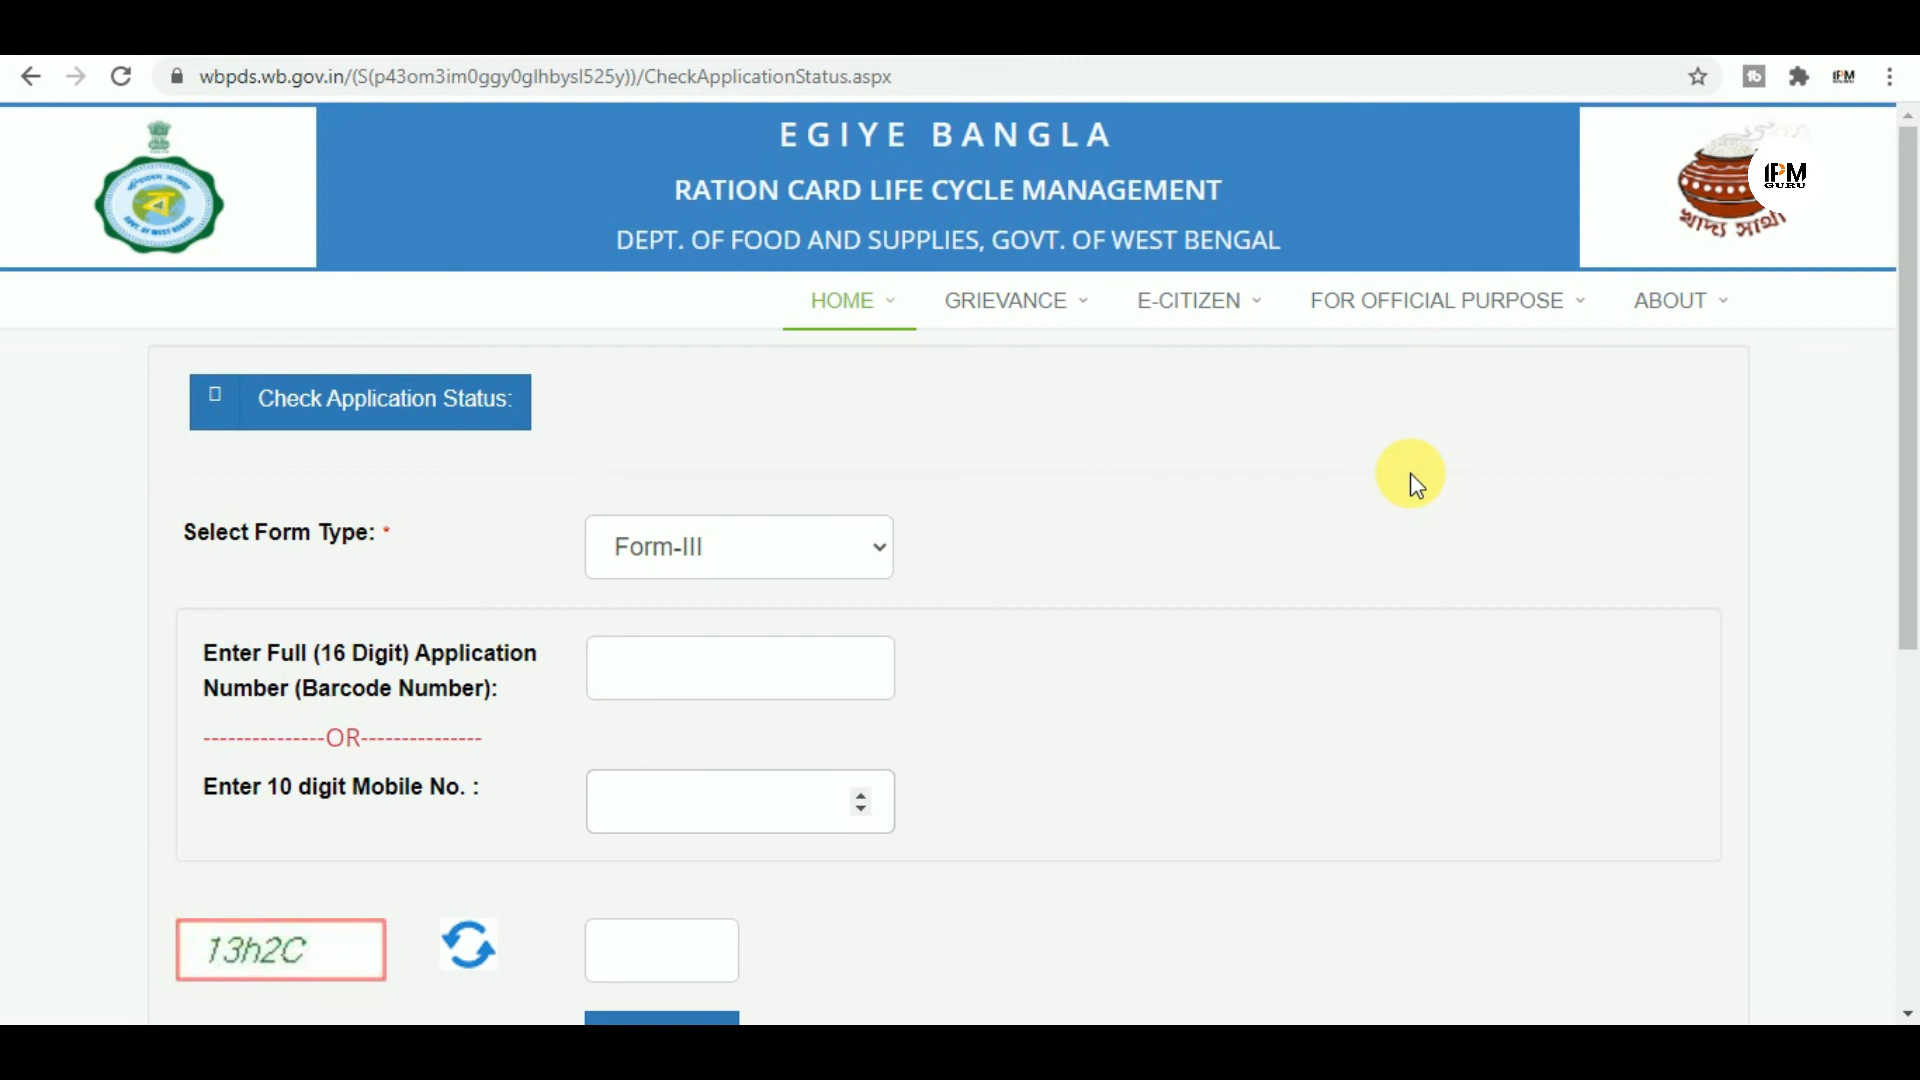 wbpds.wb.gov.in/(S(p43om3im0ggy0glhbysl525y))/CheckApplicationStatus.aspx
EGIYE BANGLA
RATION CARD LIFE CYCLE MANAGEMENT
DEPT. OF FOOD AND SUPPLIES, GOVT. OF WEST BENGAL
খাদ্য সাথী
IPM
GURU
HOME
GRIEVANCE
E-CITIZEN
FOR OFFICIAL PURPOSE
ABOUT
Check Application Status:
Select Form Type: *
Form-III
Enter Full (16 Digit) Application
Number (Barcode Number):
---------------OR---------------
Enter 10 digit Mobile No. :
13h2C